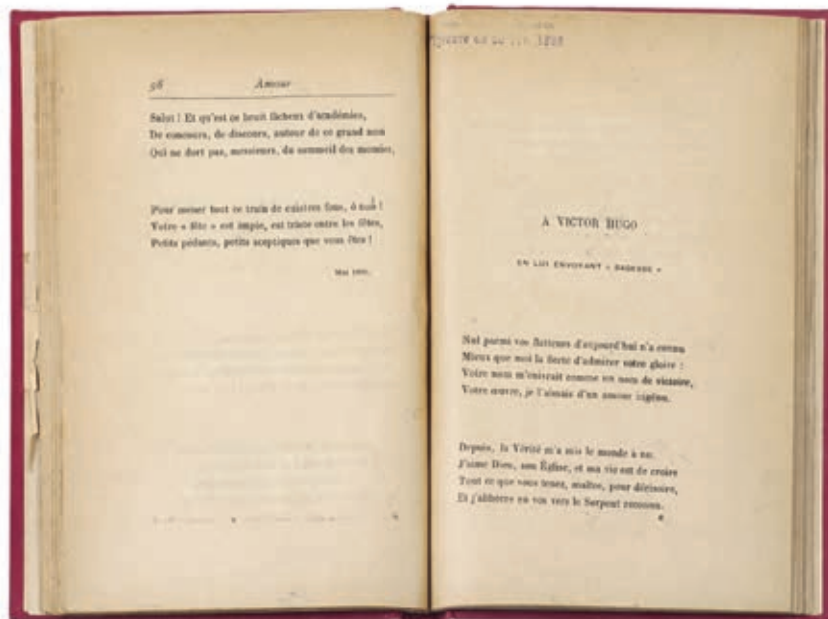 98 Amour
Salut ! Et qu'est ce bruit fâcheux d'académies,
De concours, de discours, autour de ce grand mort
Qui ne dort pas, messieurs, du sommeil des momies,
Pour mener tout ce train de cuistres fous, ô non !
Votre « fête » est impie, est triste entre les fêtes,
Petits pédants, petits sceptiques que vous êtes !
Mai
A VICTOR HUGO
EN LUI ENVOYANT « SAGESSE »
Nul parmi vos flatteurs d'aujourd'hui n'a connu
Mieux que moi la fierté d'admirer votre gloire :
Votre nom m'enivrait comme un nom de victoire,
Votre œuvre, je l'aimais d'un amour ingénu.
Depuis, la Vérité m'a mis le monde à nu.
J'aime Dieu, son Église, et ma vie est de croire
Tout ce que vous tenez, maître, pour dérisoire,
Et j'abhorre en vos vers le Serpent reconnu.